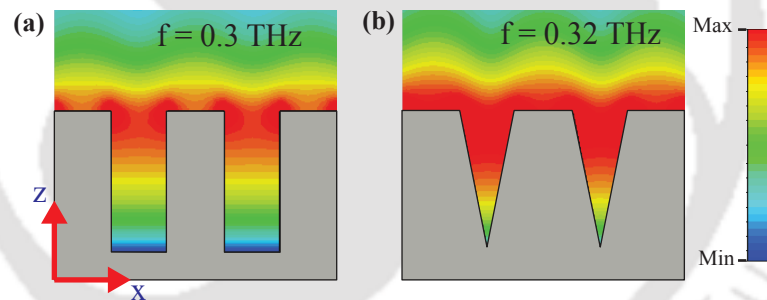 (a)
f = 0.3 THz
(b)
f = 0.32 THz
Max
Min
z
x